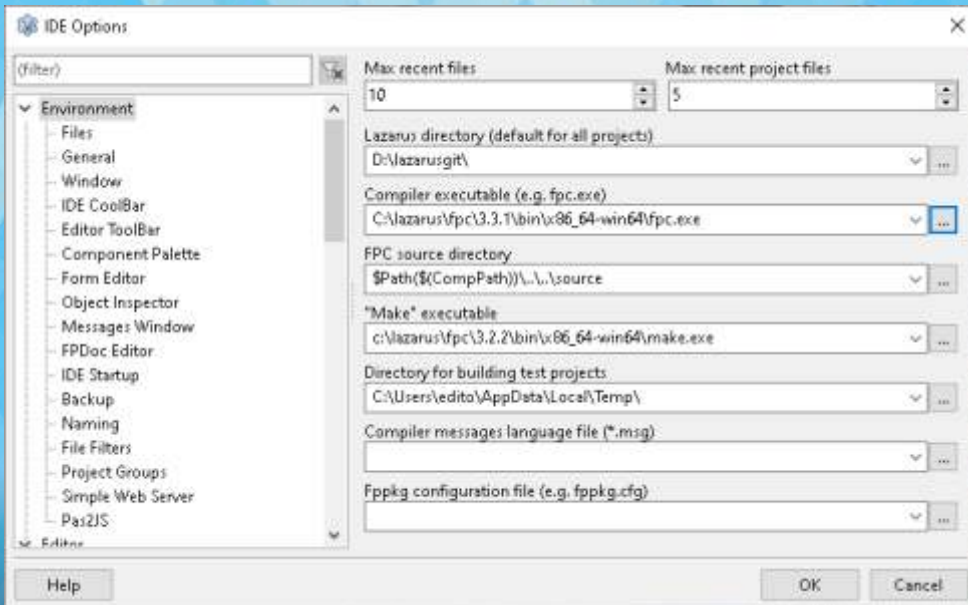 IDE Options
(filter)
Environment
Files
General
Window
IDE CoolBar
Editor ToolBar
Component Palette
Form Editor
Object Inspector
Messages Window
FPDoc Editor
IDE Startup
Backup
Naming
File Filters
Project Groups
Simple Web Server
Pas2JS
Editor
Max recent files
10
Max recent project files
5
Lazarus directory (default for all projects)
D:\lazarusgit\
...
Compiler executable (e.g. fpc.exe)
C:\lazarus\fpc\3.3.1\bin\x86_64-win64\fpc.exe
...
FPC source directory
$Path($(CompPath))\..\..\source
...
"Make" executable
c:\lazarus\fpc\3.2.2\bin\x86_64-win64\make.exe
...
Directory for building test projects
C:\Users\edito\AppData\Local\Temp\
...
Compiler messages language file (*.msg)
...
Fppkg configuration file (e.g. fppkg.cfg)
...
Help
OK
Cancel